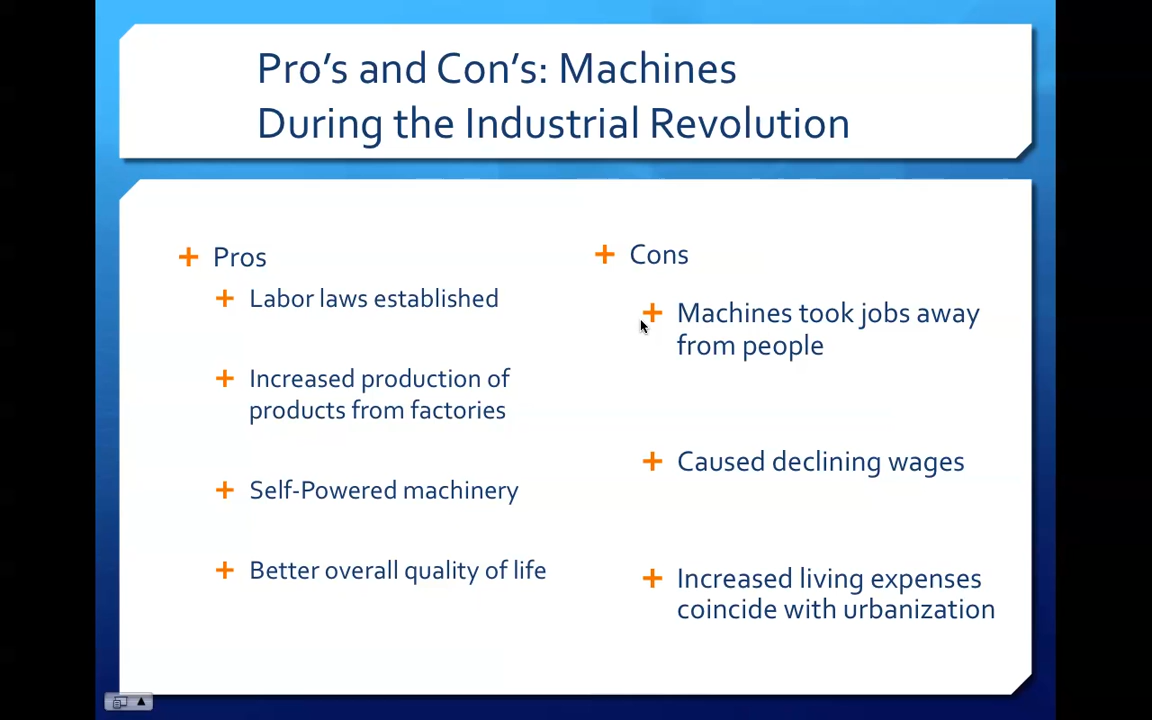 Pro’s and Con’s: Machines
During the Industrial Revolution
Pros
Labor laws established
Increased production of
products from factories
Self-Powered machinery
Better overall quality of life
Cons
Machines took jobs away
from people
Caused declining wages
Increased living expenses
coincide with urbanization